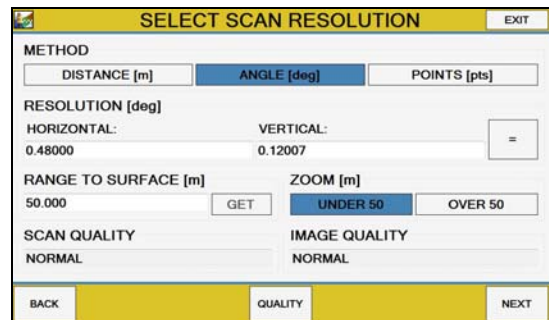 SELECT SCAN RESOLUTION EXIT
METHOD
DISTANCE [m] ANGLE [deg] POINTS [pts]
RESOLUTION [deg]
HORIZONTAL: VERTICAL:
0.48000 0.12007 =
RANGE TO SURFACE [m] ZOOM [m]
50.000 GET UNDER 50 OVER 50
SCAN QUALITY IMAGE QUALITY
NORMAL NORMAL
BACK QUALITY NEXT